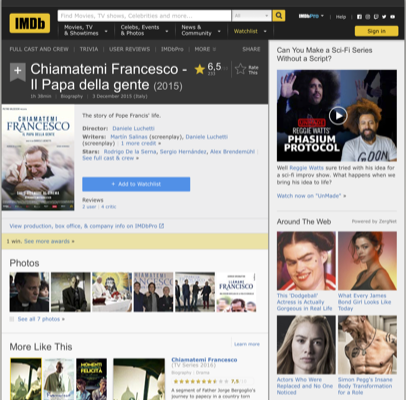 IMDb
Find Movies, TV shows, Celebrities and more...
All
IMDbPro
Help
Movies, TV
& Showtimes
Celebs, Events
& Photos
News &
Community
Watchlist
Sign in
FULL CAST AND CREW | TRIVIA | USER REVIEWS | IMDbPro | MORE
SHARE
Chiamatemi Francesco -
Il Papa della gente (2015)
6,5
Rate
This
1h 38min | Biography | 3 December 2015 (Italy)
CHIAMATEMI
FRANCESCO
The story of Pope Francis' life.
Director: Daniele Luchetti
Writers: Martín Salinas (screenplay), Daniele Luchetti
(screenplay) | 1 more credit »
Stars: Rodrigo De la Serna, Sergio Hernández, Alex Brendemühl
See full cast & crew »
+ Add to Watchlist
Reviews
2 user | 4 critic
View production, box office, & company info on IMDbPro
1 win. See more awards »
Photos
See all 7 photos »
More Like This
Learn more
MOMENTI
FELICITÀ
Chiamatemi Francesco
(TV Series 2016)
Biography | Drama
7,5
A segment of Father Jorge Bergoglio's
journey to papacy in a country torn
Can You Make a Sci-Fi Series
Without a Script?
REGGIE WATTS'
PHASIUM
PROTOCOL
Well Reggie Watts sure tried with his idea for
a sci-fi improv show. What happens when we
bring his idea to life?
Watch now on "UnMade" »
Around The Web
Powered by ZergNet
This 'Dodgeball'
Actress is Actually
Gorgeous in Real Life
What Every James
Bond Girl Looks Like
Today
Actors Who Were
Replaced and No One
Noticed
Simon Pegg's Insane
Body Transformation
for a Role